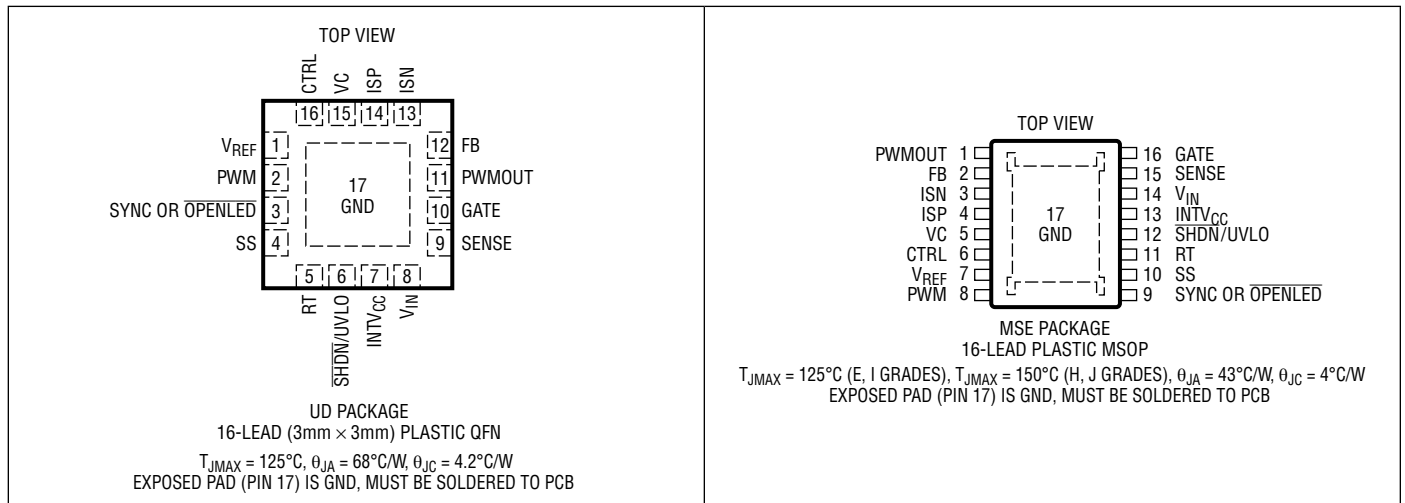 TOP VIEW
CTRL VC ISP ISN
16 15 14 13
VREF 1
PWM 2
SYNC OR OPENLED 3
SS 4
17
GND
12 FB
11 PWMOUT
10 GATE
9 SENSE
5 6 7 8
RT SHDN/UVLO INTVCC VIN
UD PACKAGE
16-LEAD (3mm × 3mm) PLASTIC QFN
TJMAX = 125°C, θJA = 68°C/W, θJC = 4.2°C/W
EXPOSED PAD (PIN 17) IS GND, MUST BE SOLDERED TO PCB
TOP VIEW
PWMOUT 1
FB 2
ISN 3
ISP 4
VC 5
CTRL 6
VREF 7
PWM 8
17
GND
16 GATE
15 SENSE
14 VIN
13 INTVCC
12 SHDN/UVLO
11 RT
10 SS
9 SYNC OR OPENLED
MSE PACKAGE
16-LEAD PLASTIC MSOP
TJMAX = 125°C (E, I GRADES), TJMAX = 150°C (H, J GRADES), θJA = 43°C/W, θJC = 4°C/W
EXPOSED PAD (PIN 17) IS GND, MUST BE SOLDERED TO PCB